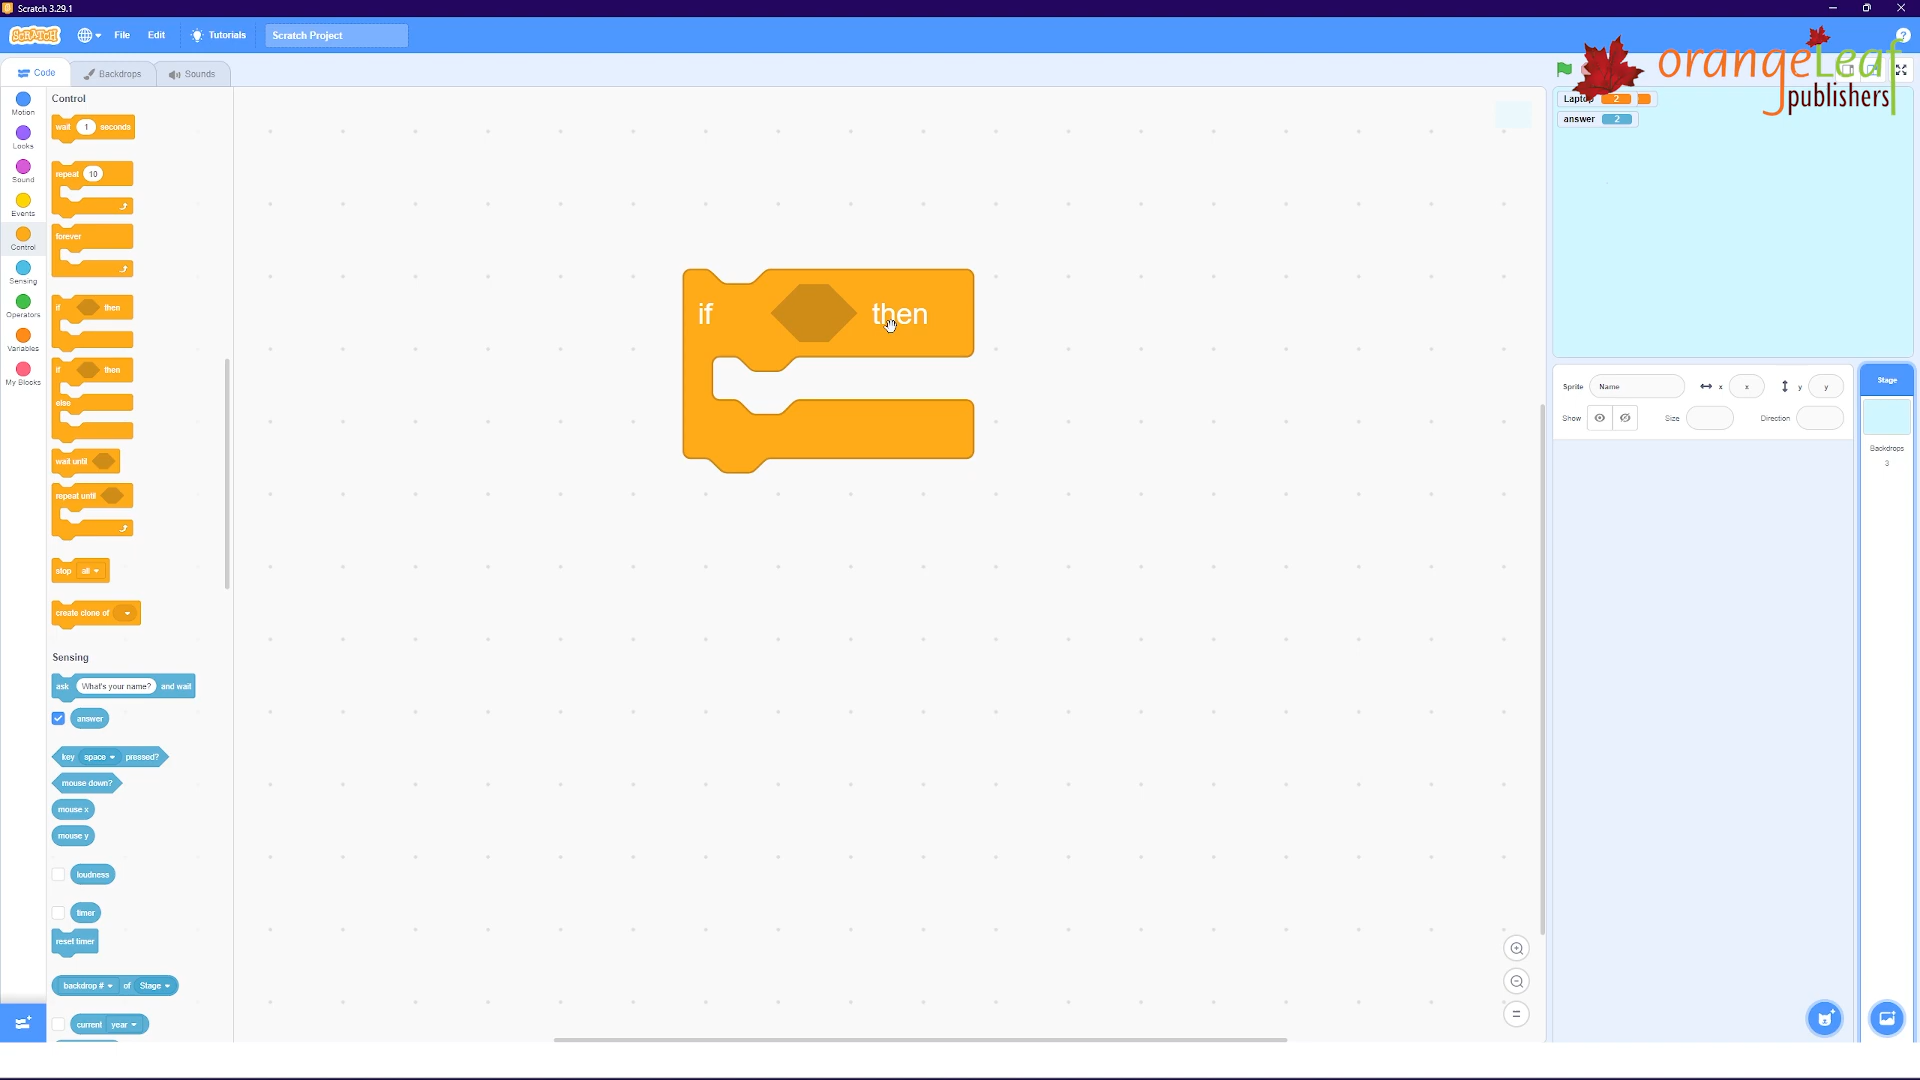 Scratch 3.29.1
SCRATCH File Edit Tutorials Scratch Project
Code Backdrops Sounds
orangeLeaf
publishers
Motion
Looks
Sound
Events
Control
Sensing
Operators
Variables
My Blocks
Control
wait 1 seconds
repeat 10
forever
if then
if then
else
wait until
repeat until
stop all
create clone of
Sensing
ask What's your name? and wait
answer
key space pressed?
mouse down?
mouse x
mouse y
loudness
timer
reset timer
backdrop # of Stage
current year
if then
2
answer 2
Sprite Name x x y y
Show Size Direction
Stage
Backdrops
3